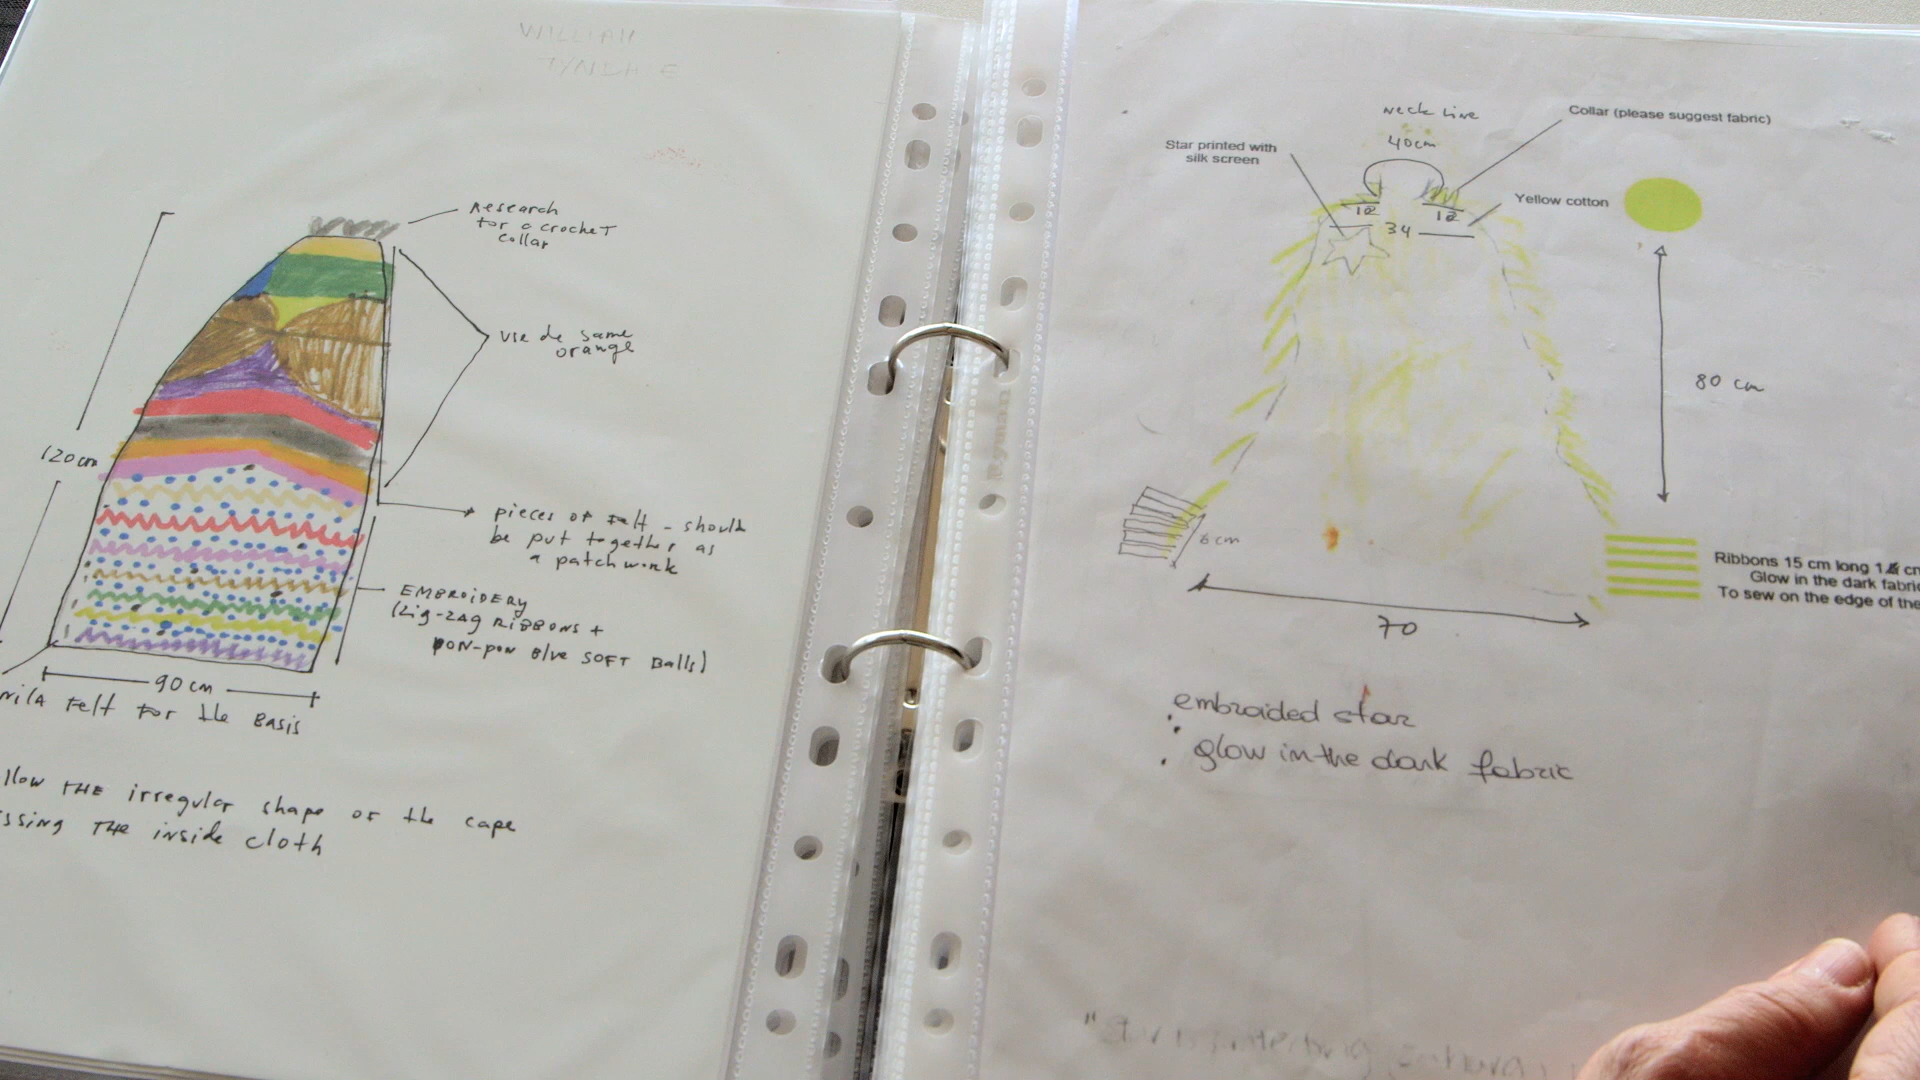 WILLIAM
Research
for a crochet
collar
use de same
orange
120cm
pieces of felt - should
be put together as
a patchwork
EMBROIDERY
(Zig-zag RIBBONS +
PON-PON Blue SOFT Balls)
90 cm
felt for the Basis
THE irregular shape of the cape
THE inside cloth
Ryman
neck line
40cm
Collar (please suggest fabric)
Star printed with
silk screen
Yellow cotton
12
12
34
80 cm
6 cm
Ribbons 15 cm long
Glow in the dark
To sew on the edge of the
70
embroided star
: glow in the dark fabric